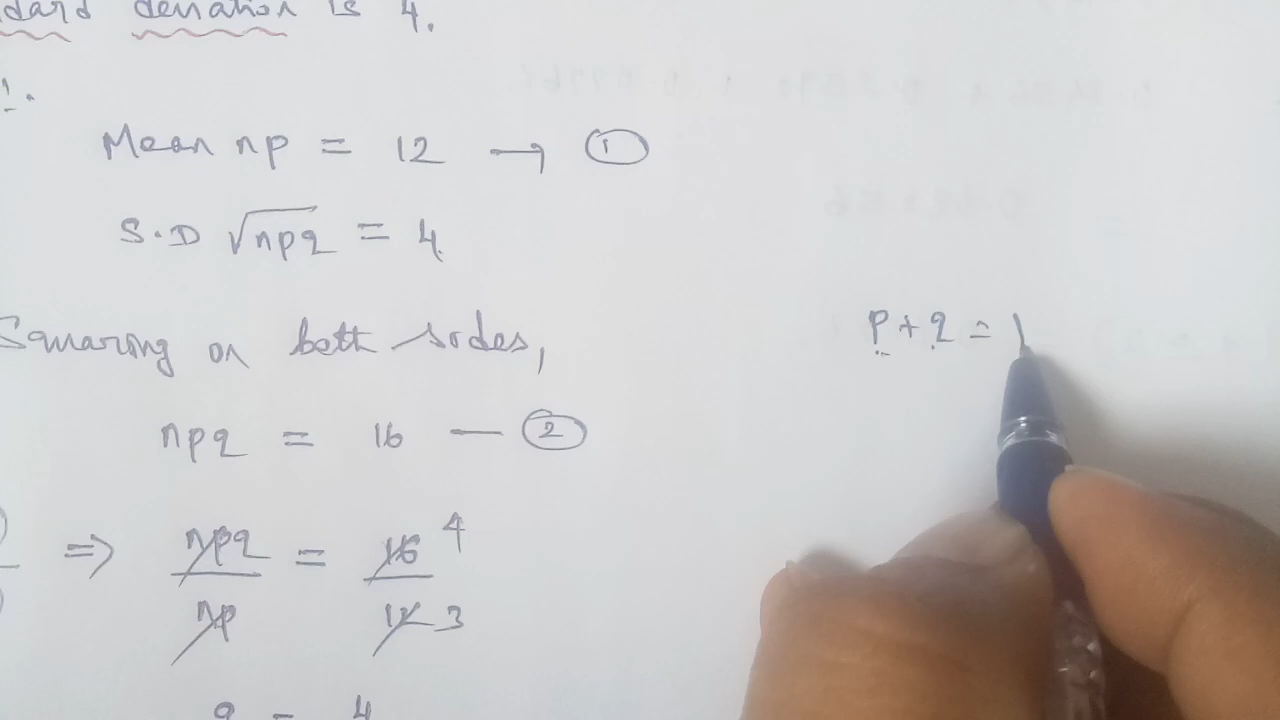 deviation is 4.
Mean np = 12 → ①
S.D √npq = 4
Squaring on both sides,
p + q = 1
npq = 16 — ②
⇒ npq/np = 16/12 4/3
q = 4